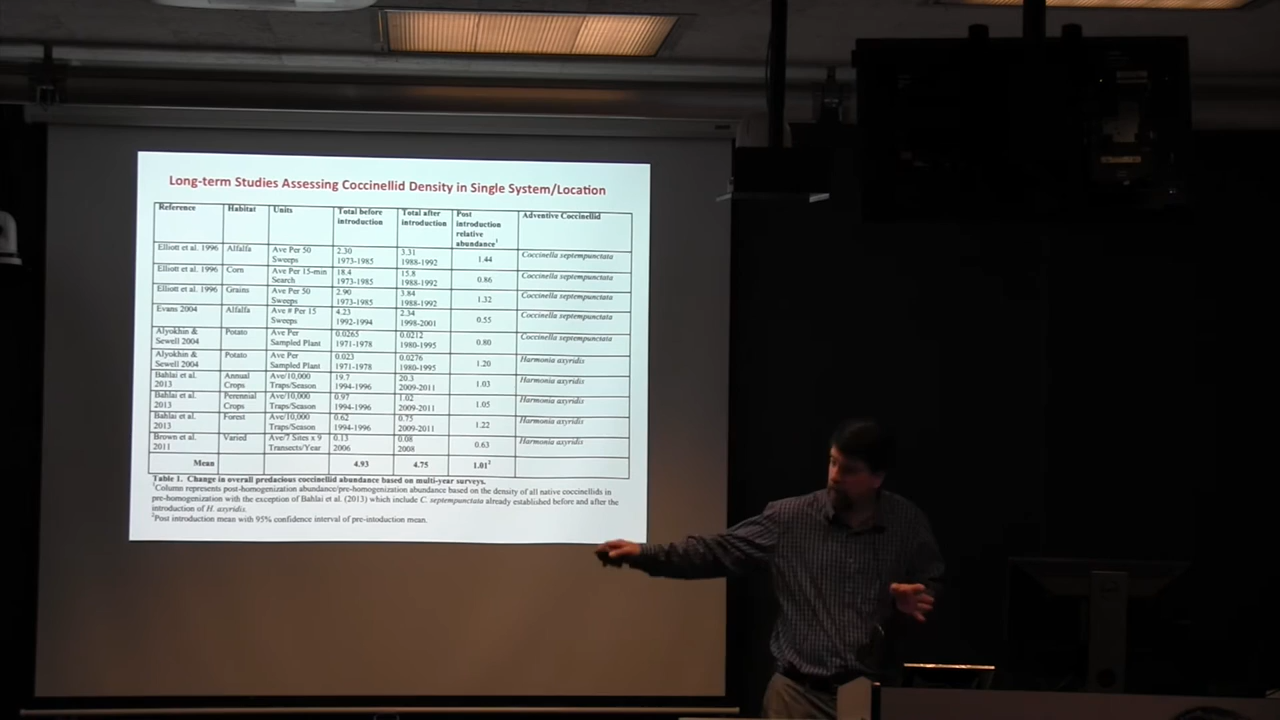 Long-term Studies Assessing Coccinellid Density in Single System/Location
Reference Habitat Units Total before introduction Total after introduction Post introduction relative abundance1 Adventive Coccinellid
Elliott et al. 1996 Alfalfa Ave Per 50 Sweeps 2.30 1973-1985 3.31 1988-1992 1.44 Coccinella septempunctata
Elliott et al. 1996 Corn Ave Per 15-min Search 18.4 1973-1985 15.8 1988-1992 0.86 Coccinella septempunctata
Elliott et al. 1996 Grains Ave Per 50 Sweeps 2.90 1973-1985 3.84 1988-1992 1.32 Coccinella septempunctata
Evans 2004 Alfalfa Ave # Per 15 Sweeps 4.23 1992-1994 2.34 1998-2001 0.55 Coccinella septempunctata
Alyokhin & Sewell 2004 Potato Ave Per Sampled Plant 0.0265 1971-1978 0.0212 1980-1995 0.80 Coccinella septempunctata
Alyokhin & Sewell 2004 Potato Ave Per Sampled Plant 0.023 1971-1978 0.0276 1980-1995 1.20 Harmonia axyridis
Bahlai et al. 2013 Annual Crops Ave/10,000 Traps/Season 19.7 1994-1996 20.3 2009-2011 1.03 Harmonia axyridis
Bahlai et al. 2013 Perennial Crops Ave/10,000 Traps/Season 0.97 1994-1996 1.02 2009-2011 1.05 Harmonia axyridis
Bahlai et al. 2013 Forest Ave/10,000 Traps/Season 0.62 1994-1996 0.75 2009-2011 1.22 Harmonia axyridis
Brown et al. 2011 Varied Ave/7 Sites x 9 Transects/Year 0.13 2006 0.08 2008 0.63 Harmonia axyridis
Mean 4.93 4.75 1.012
Table 1. Change in overall predacious coccinellid abundance based on multi-year surveys.
1Column represents post-homogenization abundance/pre-homogenization abundance based on the density of all native coccinellids in
pre-homogenization with the exception of Bahlai et al. (2013) which include C. septempunctata already established before and after the
introduction of H. axyridis.
2Post introduction mean with 95% confidence interval of pre-intoduction mean.